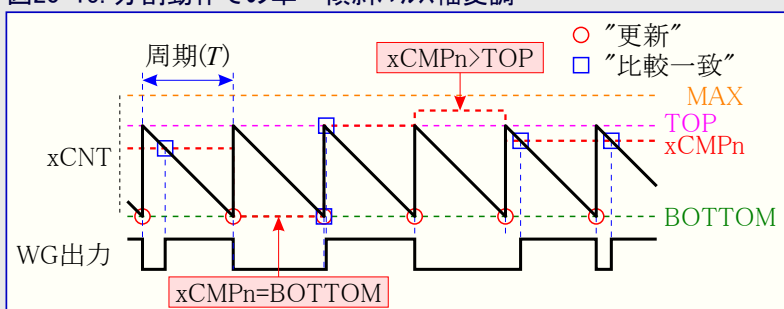 周期(T)
xCMPn>TOP
"更新"
"比較一致"
MAX
TOP
xCMPn
xCNT
BOTTOM
WG出力
xCMPn=BOTTOM